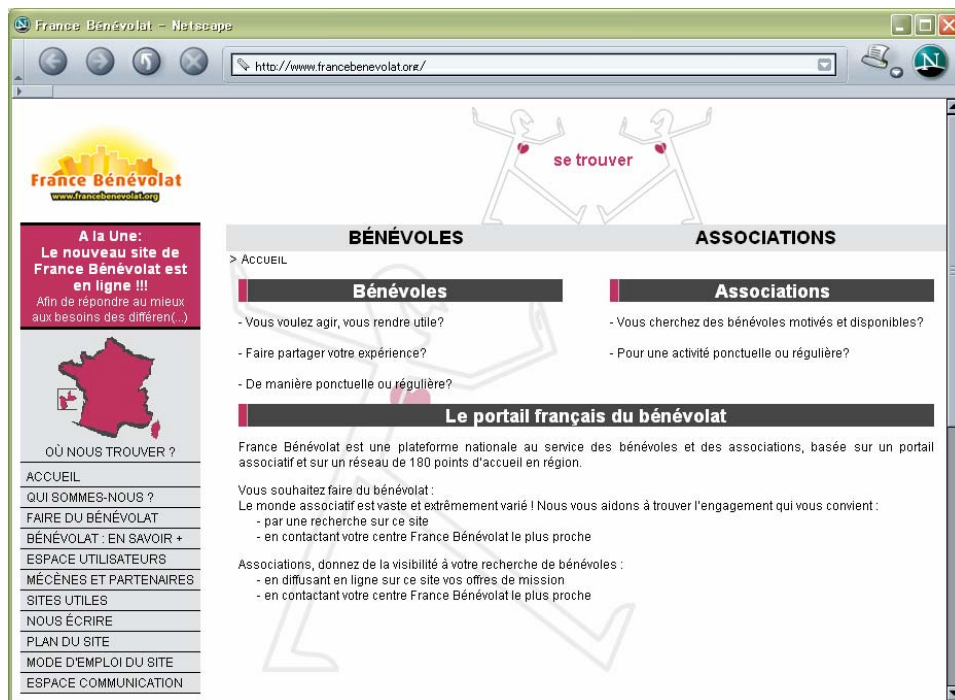 France Bénévolat - Netscape
http://www.francebenevolat.org/
N
France Bénévolat
www.francebenevolat.org
se trouver
A la Une:
Le nouveau site de
France Bénévolat est
en ligne !!!
Afin de répondre au mieux
aux besoins des différen(...)
OÙ NOUS TROUVER ?
ACCUEIL
QUI SOMMES-NOUS ?
FAIRE DU BÉNÉVOLAT
BÉNÉVOLAT : EN SAVOIR +
ESPACE UTILISATEURS
MÉCÈNES ET PARTENAIRES
SITES UTILES
NOUS ÉCRIRE
PLAN DU SITE
MODE D'EMPLOI DU SITE
ESPACE COMMUNICATION
BÉNÉVOLES
ASSOCIATIONS
> ACCUEIL
Bénévoles
- Vous voulez agir, vous rendre utile?
- Faire partager votre expérience?
- De manière ponctuelle ou régulière?
Associations
- Vous cherchez des bénévoles motivés et disponibles?
- Pour une activité ponctuelle ou régulière?
Le portail français du bénévolat
France Bénévolat est une plateforme nationale au service des bénévoles et des associations, basée sur un portail
associatif et sur un réseau de 180 points d'accueil en région.
Vous souhaitez faire du bénévolat :
Le monde associatif est vaste et extrêmement varié ! Nous vous aidons à trouver l'engagement qui vous convient :
- par une recherche sur ce site
- en contactant votre centre France Bénévolat le plus proche
Associations, donnez de la visibilité à votre recherche de bénévoles :
- en diffusant en ligne sur ce site vos offres de mission
- en contactant votre centre France Bénévolat le plus proche